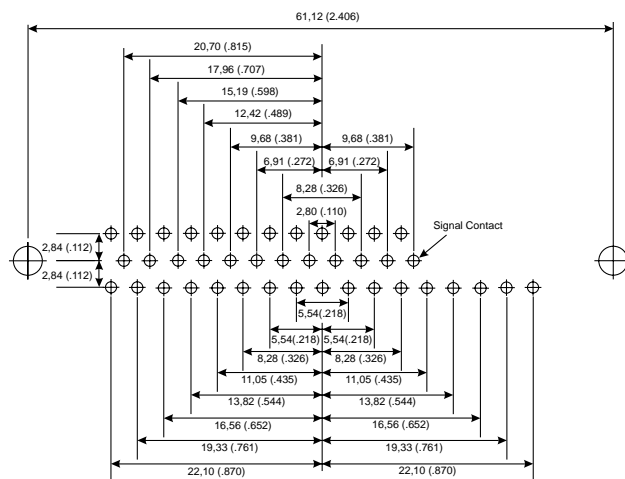 61,12 (2.406)
20,70 (.815)
17,96 (.707)
15,19 (.598)
12,42 (.489)
9,68 (.381) 9,68 (.381)
6,91 (.272) 6,91 (.272)
8,28 (.326)
2,80 (.110)
Signal Contact
2,84 (.112)
2,84 (.112)
5,54(.218)
5,54(.218) 5,54(.218)
8,28 (.326) 8,28 (.326)
11,05 (.435) 11,05 (.435)
13,82 (.544) 13,82 (.544)
16,56 (.652) 16,56 (.652)
19,33 (.761) 19,33 (.761)
22,10 (.870) 22,10 (.870)